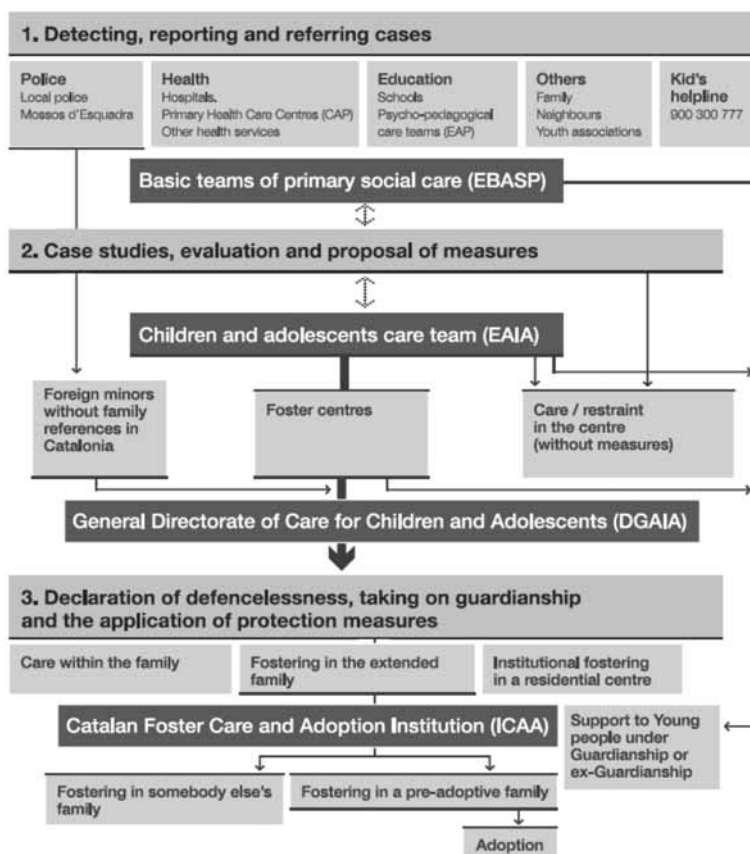 1. Detecting, reporting and referring cases
Police
Local police
Mossos d'Esquadra
Health
Hospitals.
Primary Health Care Centres (CAP)
Other health services
Education
Schools
Psycho-pedagogical
care teams (EAP)
Others
Family
Neighbours
Youth associations
Kid's
helpline
900 300 777
Basic teams of primary social care (EBASP)
2. Case studies, evaluation and proposal of measures
Children and adolescents care team (EAIA)
Foreign minors
without family
references in
Catalonia
Foster centres
Care / restraint
in the centre
(without measures)
General Directorate of Care for Children and Adolescents (DGAIA)
3. Declaration of defencelessness, taking on guardianship
and the application of protection measures
Care within the family
Fostering in the extended
family
Institutional fostering
in a residential centre
Catalan Foster Care and Adoption Institution (ICAA)
Support to Young
people under
Guardianship or
ex-Guardianship
Fostering in somebody else's
family
Fostering in a pre-adoptive family
Adoption